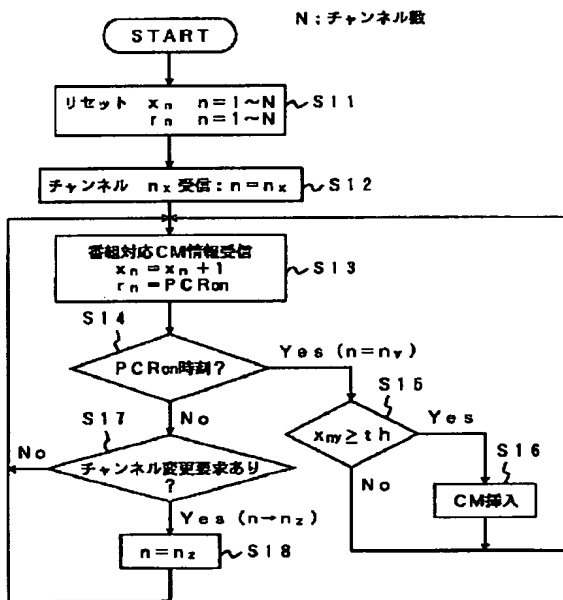 N；チャンネル数
START
リセット xn n=1~N
rn n=1~N
S11
チャンネル nx 受信：n=nx
S12
番組対応CM情報受信
xn=xn+1
rn=PCRon
S13
S14
PCRon時刻？
Yes (n=ny)
S15
No
S17
xny≥th
Yes
S16
No
チャンネル変更要求あり
？
No
CM挿入
Yes (n→nz)
n=nz
S18